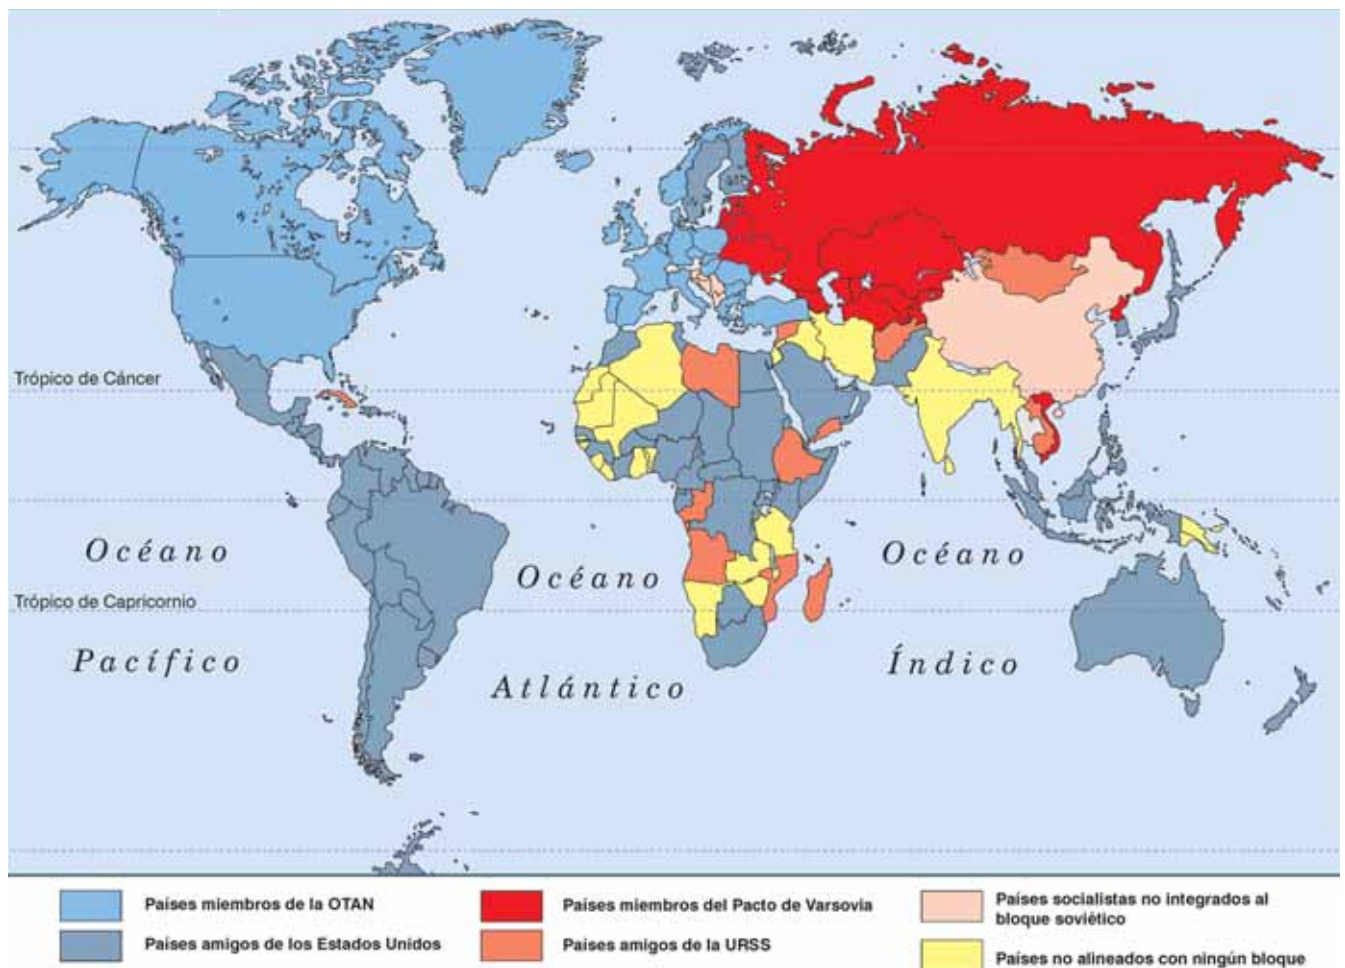 Trópico de Cáncer
Océano
Océano
Océano
Trópico de Capricornio
Pacífico
Atlántico
Índico
Países miembros de la OTAN
Países amigos de los Estados Unidos
Países miembros del Pacto de Varsovia
Países amigos de la URSS
Países socialistas no integrados al
bloque soviético
Países no alineados con ningún bloque